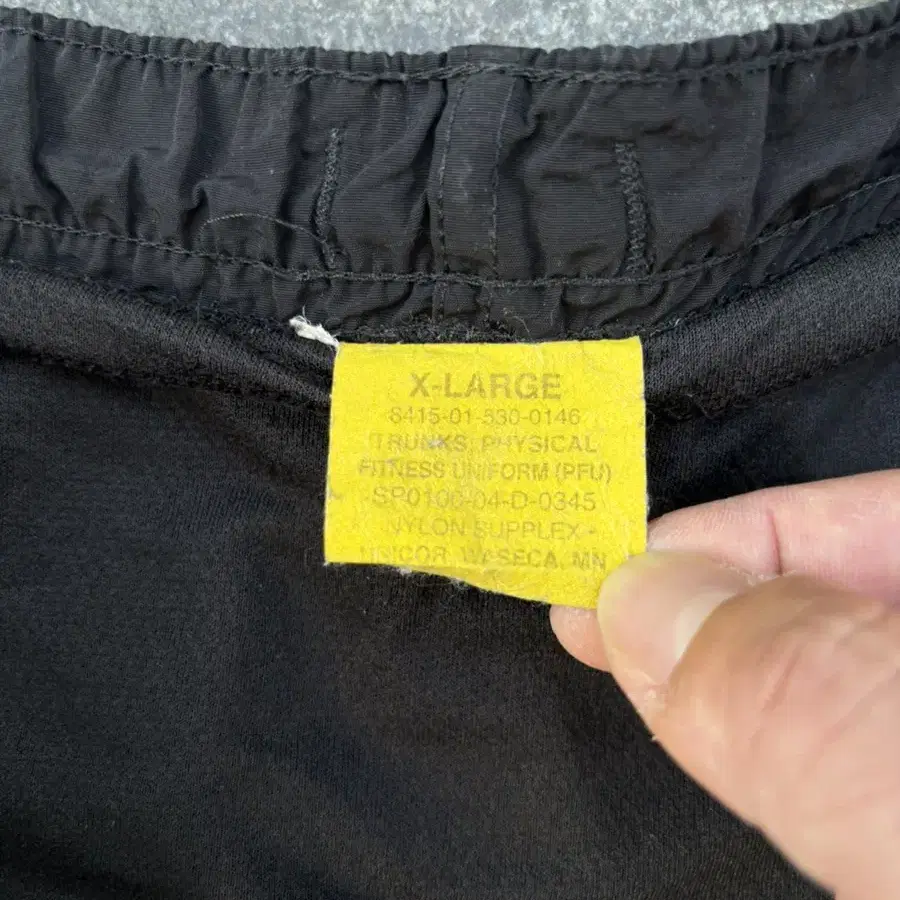 X-LARGE
8415-01-530-0146
TRUNKS, PHYSICAL
FITNESS UNIFORM (PFU)
SP0100-04-D-0345
NYLON SUPPLEX -
UNICOR, WASECA, MN